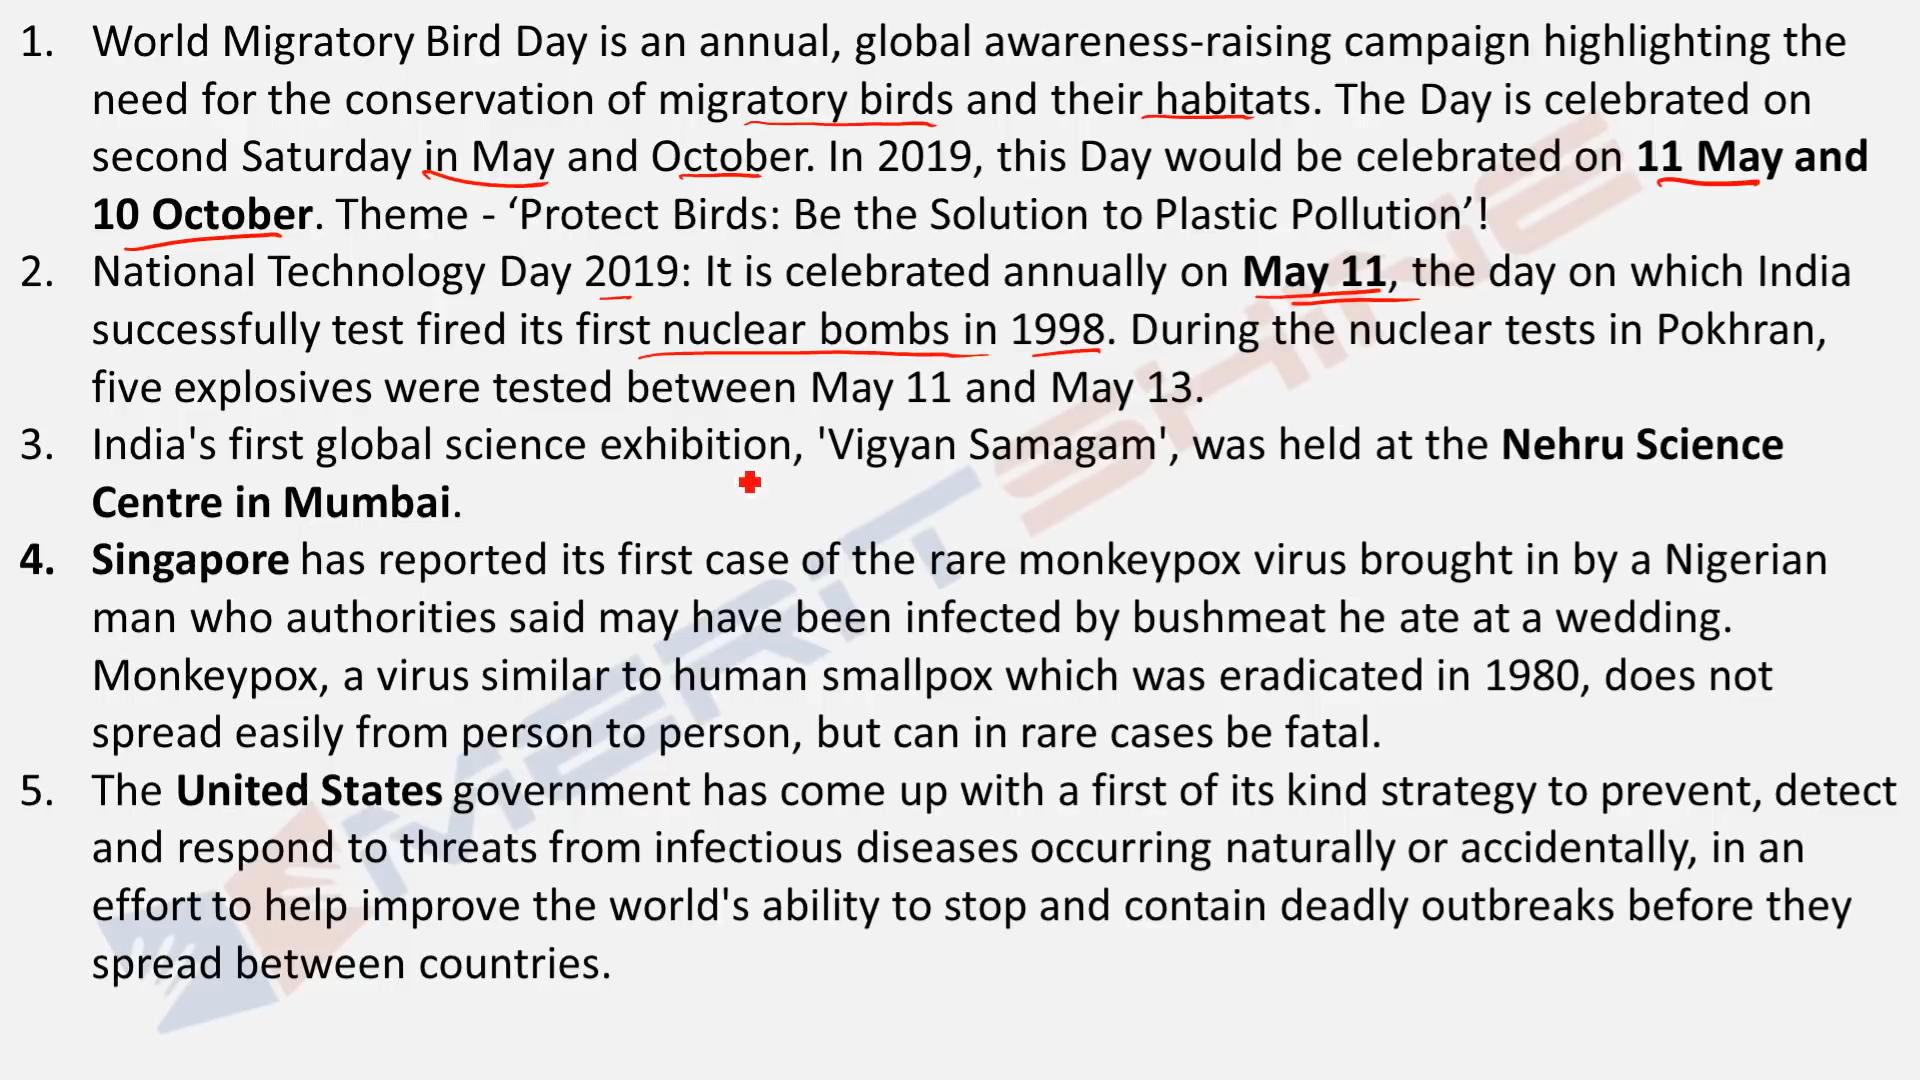 1. World Migratory Bird Day is an annual, global awareness-raising campaign highlighting the
need for the conservation of migratory birds and their habitats. The Day is celebrated on
second Saturday in May and October. In 2019, this Day would be celebrated on 11 May and
10 October. Theme - ‘Protect Birds: Be the Solution to Plastic Pollution’!
2. National Technology Day 2019: It is celebrated annually on May 11, the day on which India
successfully test fired its first nuclear bombs in 1998. During the nuclear tests in Pokhran,
five explosives were tested between May 11 and May 13.
3. India's first global science exhibition, 'Vigyan Samagam', was held at the Nehru Science
Centre in Mumbai.
4. Singapore has reported its first case of the rare monkeypox virus brought in by a Nigerian
man who authorities said may have been infected by bushmeat he ate at a wedding.
Monkeypox, a virus similar to human smallpox which was eradicated in 1980, does not
spread easily from person to person, but can in rare cases be fatal.
5. The United States government has come up with a first of its kind strategy to prevent, detect
and respond to threats from infectious diseases occurring naturally or accidentally, in an
effort to help improve the world's ability to stop and contain deadly outbreaks before they
spread between countries.
MERiTSHiNE